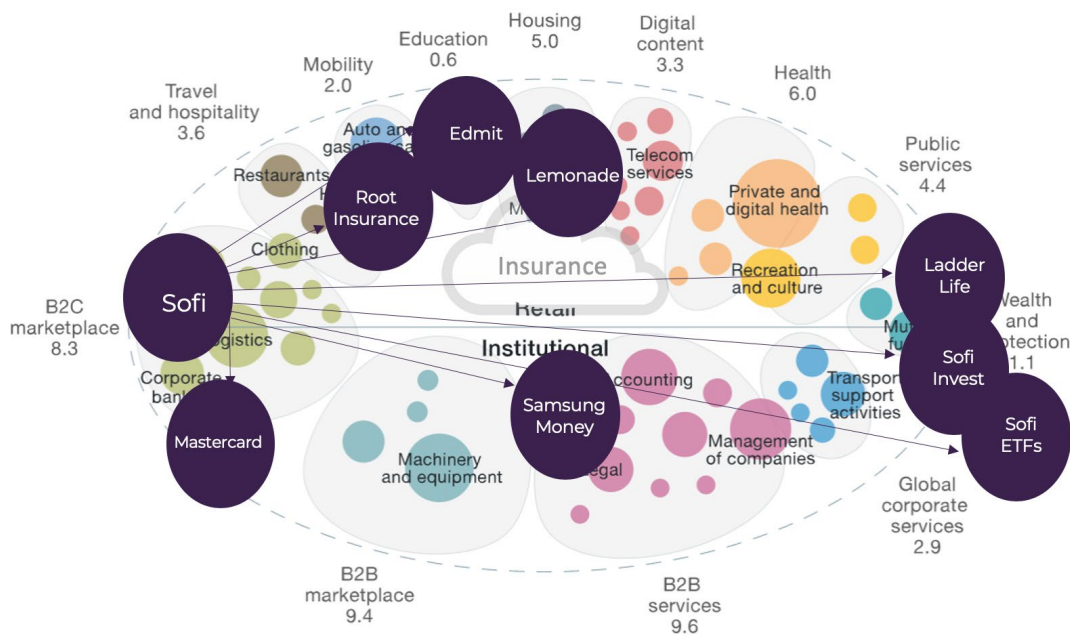 Housing
5.0
Digital
content
3.3
Education
0.6
Mobility
2.0
Health
6.0
Travel
and hospitality
3.6
Public
services
4.4
Auto and
Edmit
Restaurants
Root
Insurance
Lemonade
Telecom
services
Private and
digital health
Clothing
Insurance
Recreation
and culture
Ladder
Life
Sofi
B2C
marketplace
8.3
Retail
Institutional
Wealth
and
Sofi
Invest
Corporate
Mastercard
Samsung
Money
Transport
support
activities
Sofi
ETFs
Machinery
and equipment
Management
of companies
Global
corporate
services
2.9
B2B
marketplace
9.4
B2B
services
9.6